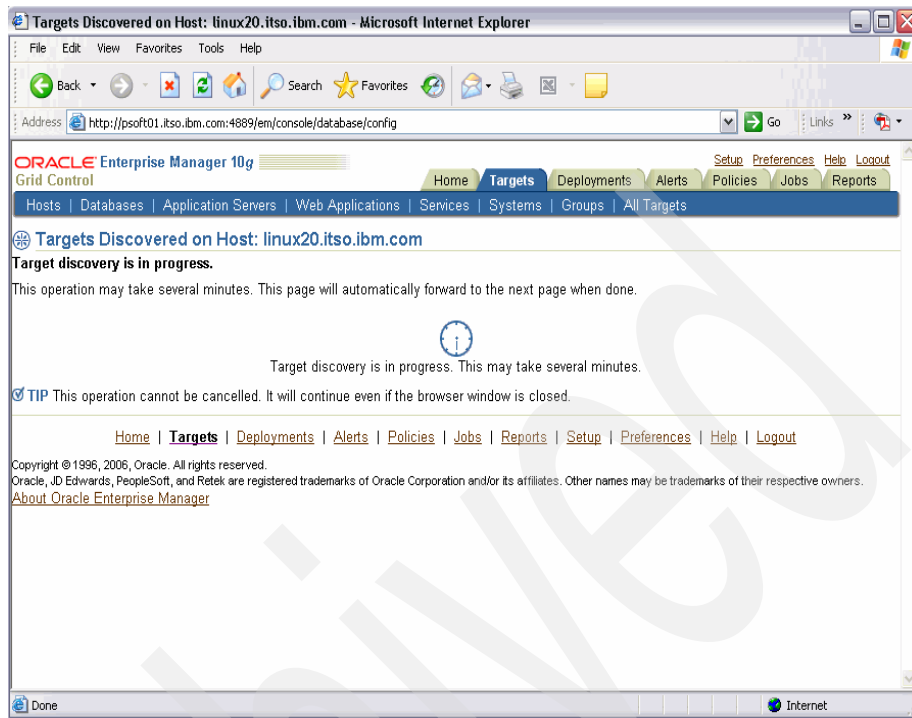 Targets Discovered on Host: linux20.itso.ibm.com - Microsoft Internet Explorer
File Edit View Favorites Tools Help
Back Search Favorites
Address http://psoft01.itso.ibm.com:4889/em/console/database/config Go Links »
ORACLE Enterprise Manager 10g
Setup Preferences Help Logout
Grid Control
Home Targets Deployments Alerts Policies Jobs Reports
Hosts | Databases | Application Servers | Web Applications | Services | Systems | Groups | All Targets
Targets Discovered on Host: linux20.itso.ibm.com
Target discovery is in progress.
This operation may take several minutes. This page will automatically forward to the next page when done.
Target discovery is in progress. This may take several minutes.
TIP This operation cannot be cancelled. It will continue even if the browser window is closed.
Home | Targets | Deployments | Alerts | Policies | Jobs | Reports | Setup | Preferences | Help | Logout
Copyright © 1996, 2006, Oracle. All rights reserved.
Oracle, JD Edwards, PeopleSoft, and Retek are registered trademarks of Oracle Corporation and/or its affiliates. Other names may be trademarks of their respective owners.
About Oracle Enterprise Manager
Done Internet